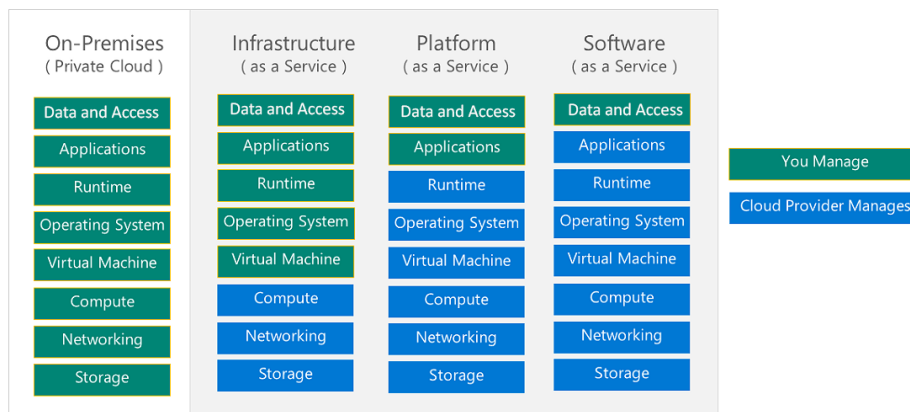 On-Premises
( Private Cloud )
Data and Access
Applications
Runtime
Operating System
Virtual Machine
Compute
Networking
Storage
Infrastructure
( as a Service )
Data and Access
Applications
Runtime
Operating System
Virtual Machine
Compute
Networking
Storage
Platform
( as a Service )
Data and Access
Applications
Runtime
Operating System
Virtual Machine
Compute
Networking
Storage
Software
( as a Service )
Data and Access
Applications
Runtime
Operating System
Virtual Machine
Compute
Networking
Storage
You Manage
Cloud Provider Manages